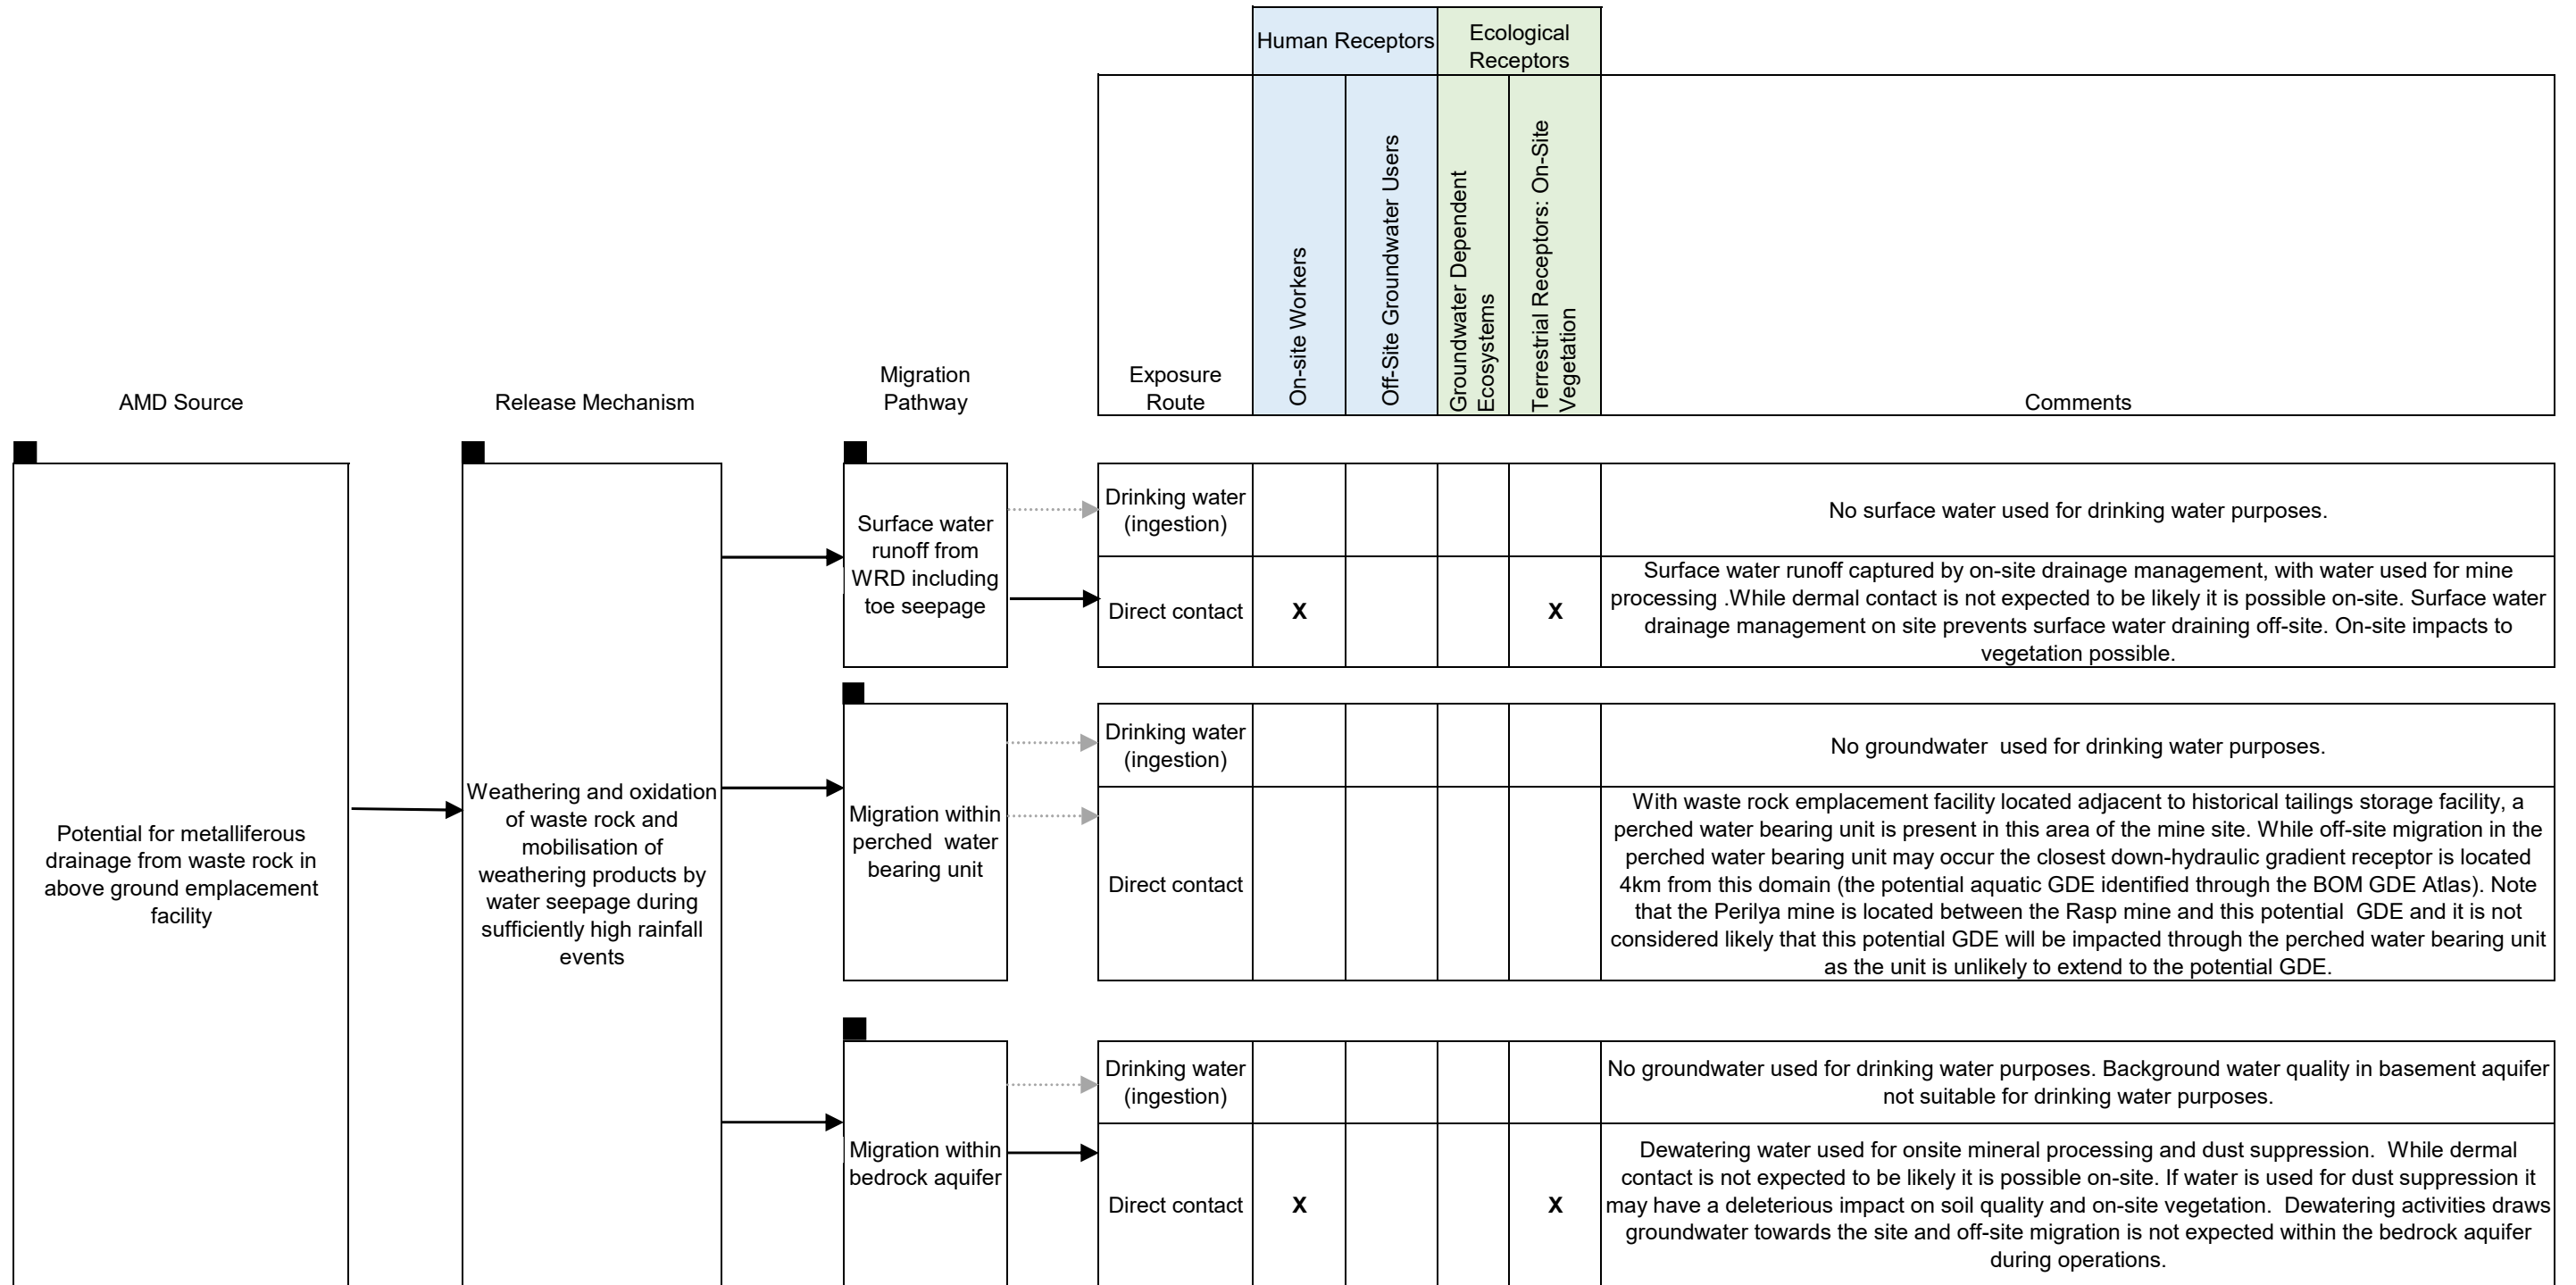 Human Receptors
Ecological
Receptors
On-site Workers
Off-Site Groundwater Users
Groundwater Dependent
Ecosystems
Terrestrial Receptors: On-Site
Vegetation
AMD Source
Release Mechanism
Migration
Pathway
Exposure
Route
Comments
Potential for metalliferous
drainage from waste rock in
above ground emplacement
facility
Weathering and oxidation
of waste rock and
mobilisation of
weathering products by
water seepage during
sufficiently high rainfall
events
Surface water
runoff from
WRD including
toe seepage
Drinking water
(ingestion)
No surface water used for drinking water purposes.
Direct contact
X
X
Surface water runoff captured by on-site drainage management, with water used for mine
processing .While dermal contact is not expected to be likely it is possible on-site. Surface water
drainage management on site prevents surface water draining off-site. On-site impacts to
vegetation possible.
Migration within
perched  water
bearing unit
Drinking water
(ingestion)
No groundwater  used for drinking water purposes.
Direct contact
With waste rock emplacement facility located adjacent to historical tailings storage facility, a
perched water bearing unit is present in this area of the mine site. While off-site migration in the
perched water bearing unit may occur the closest down-hydraulic gradient receptor is located
4km from this domain (the potential aquatic GDE identified through the BOM GDE Atlas). Note
that the Perilya mine is located between the Rasp mine and this potential  GDE and it is not
considered likely that this potential GDE will be impacted through the perched water bearing unit
as the unit is unlikely to extend to the potential GDE.
Migration within
bedrock aquifer
Drinking water
(ingestion)
No groundwater used for drinking water purposes. Background water quality in basement aquifer
not suitable for drinking water purposes.
Direct contact
X
X
Dewatering water used for onsite mineral processing and dust suppression.  While dermal
contact is not expected to be likely it is possible on-site. If water is used for dust suppression it
may have a deleterious impact on soil quality and on-site vegetation.  Dewatering activities draws
groundwater towards the site and off-site migration is not expected within the bedrock aquifer
during operations.